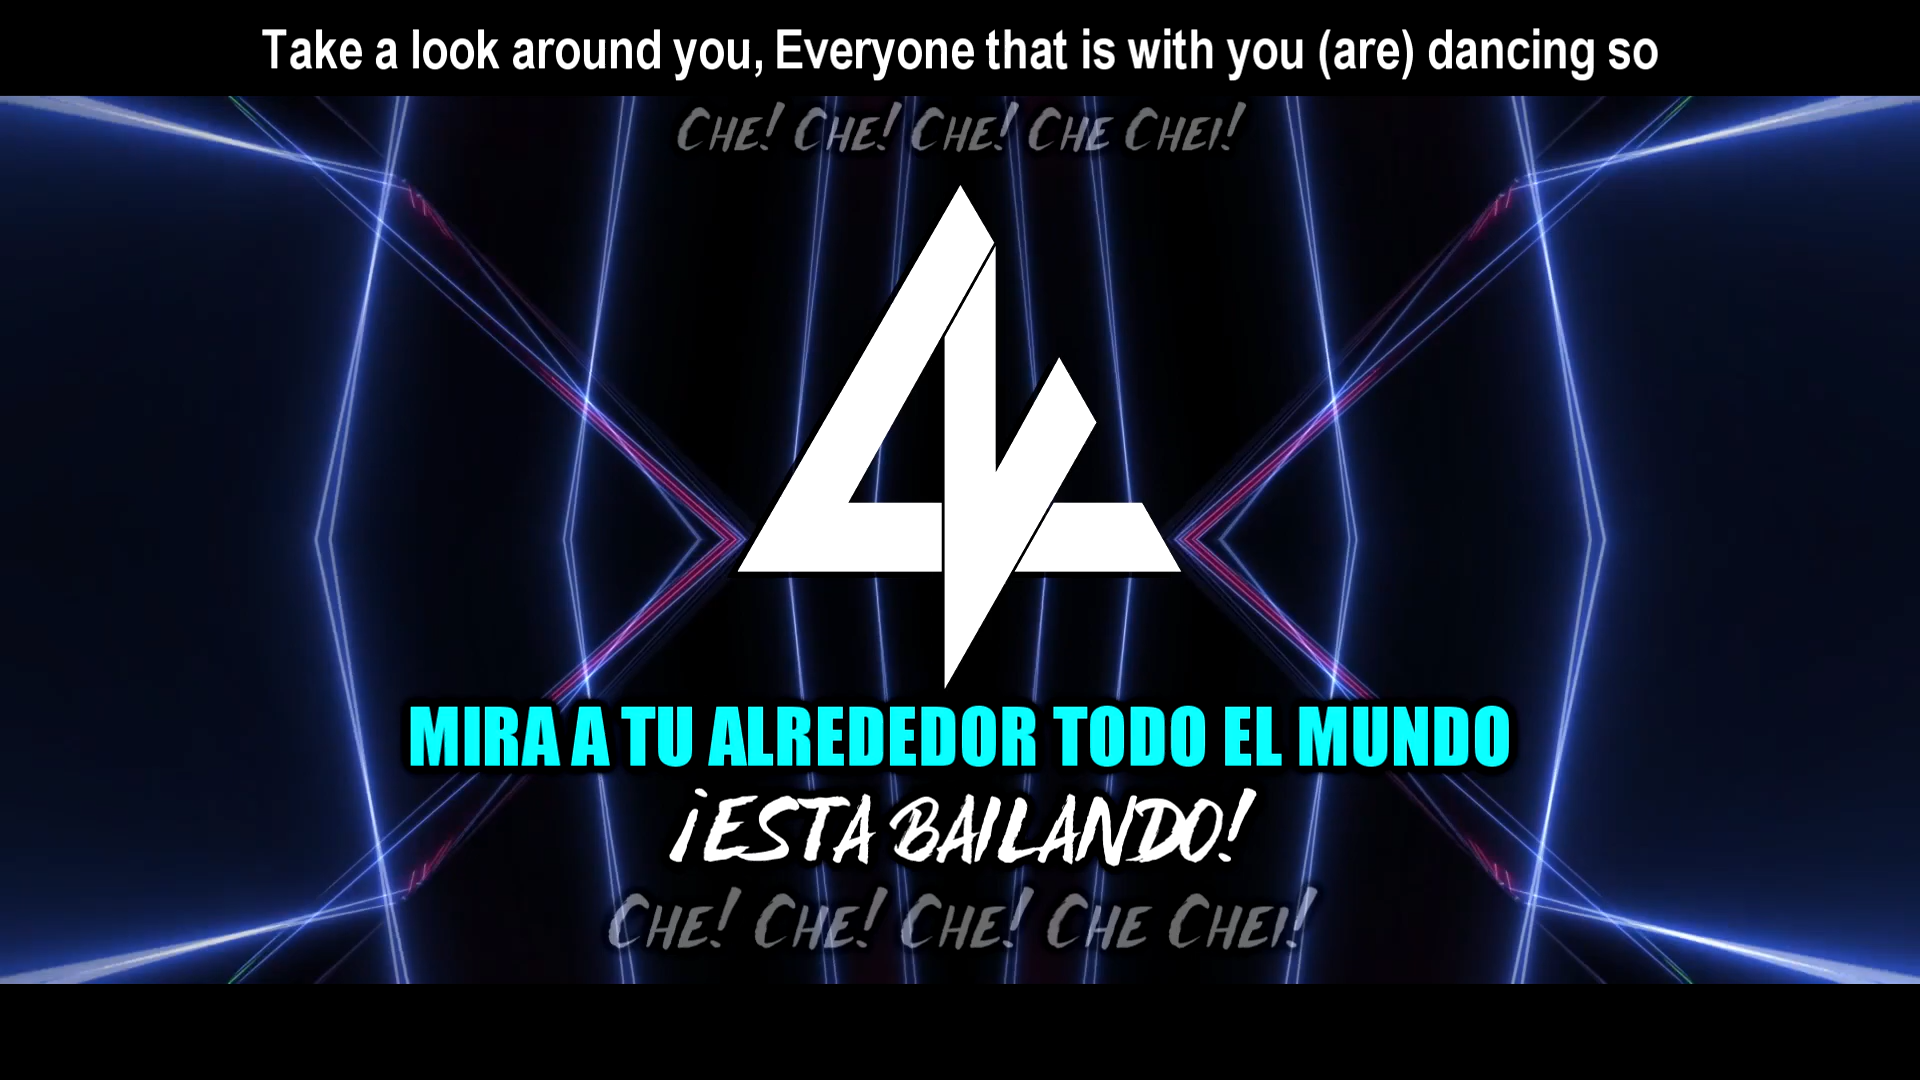 Take a look around you, Everyone that is with you (are) dancing so
CHE! CHE! CHE! CHE CHEI!
MIRA A TU ALREDEDOR TODO EL MUNDO
¡ESTA BAILANDO!
CHE! CHE! CHE! CHE CHEI!